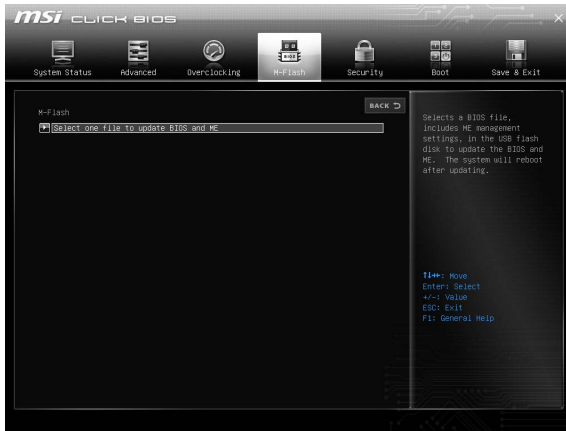 msi CLICK BIOS
X
System Status
Advanced
Overclocking
M-Flash
Security
Boot
Save & Exit
M-Flash
BACK
Select one file to update BIOS and ME
Selects a BIOS file,
includes ME management
settings, in the USB flash
disk to update the BIOS and
ME. The system will reboot
after updating.
↑↓→←: Move
Enter: Select
+/-: Value
ESC: Exit
F1: General Help